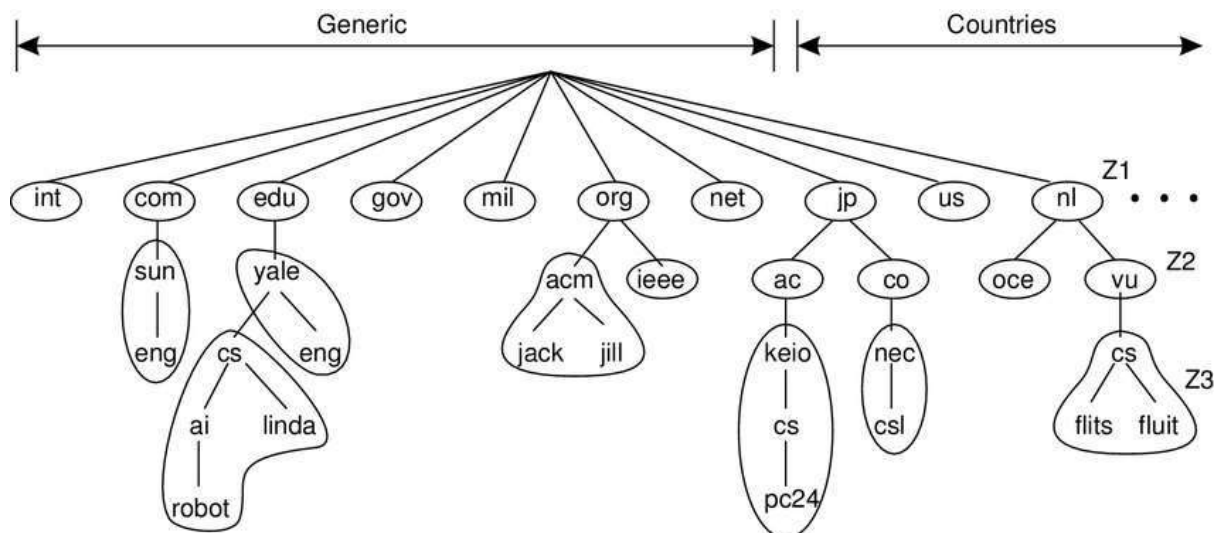 Generic Countries
int com edu gov mil org net jp us nl Z1 • • •
sun yale acm ieee ac co oce vu Z2
eng cs eng jack jill keio nec cs Z3
ai linda cs csl flits fluit
robot pc24